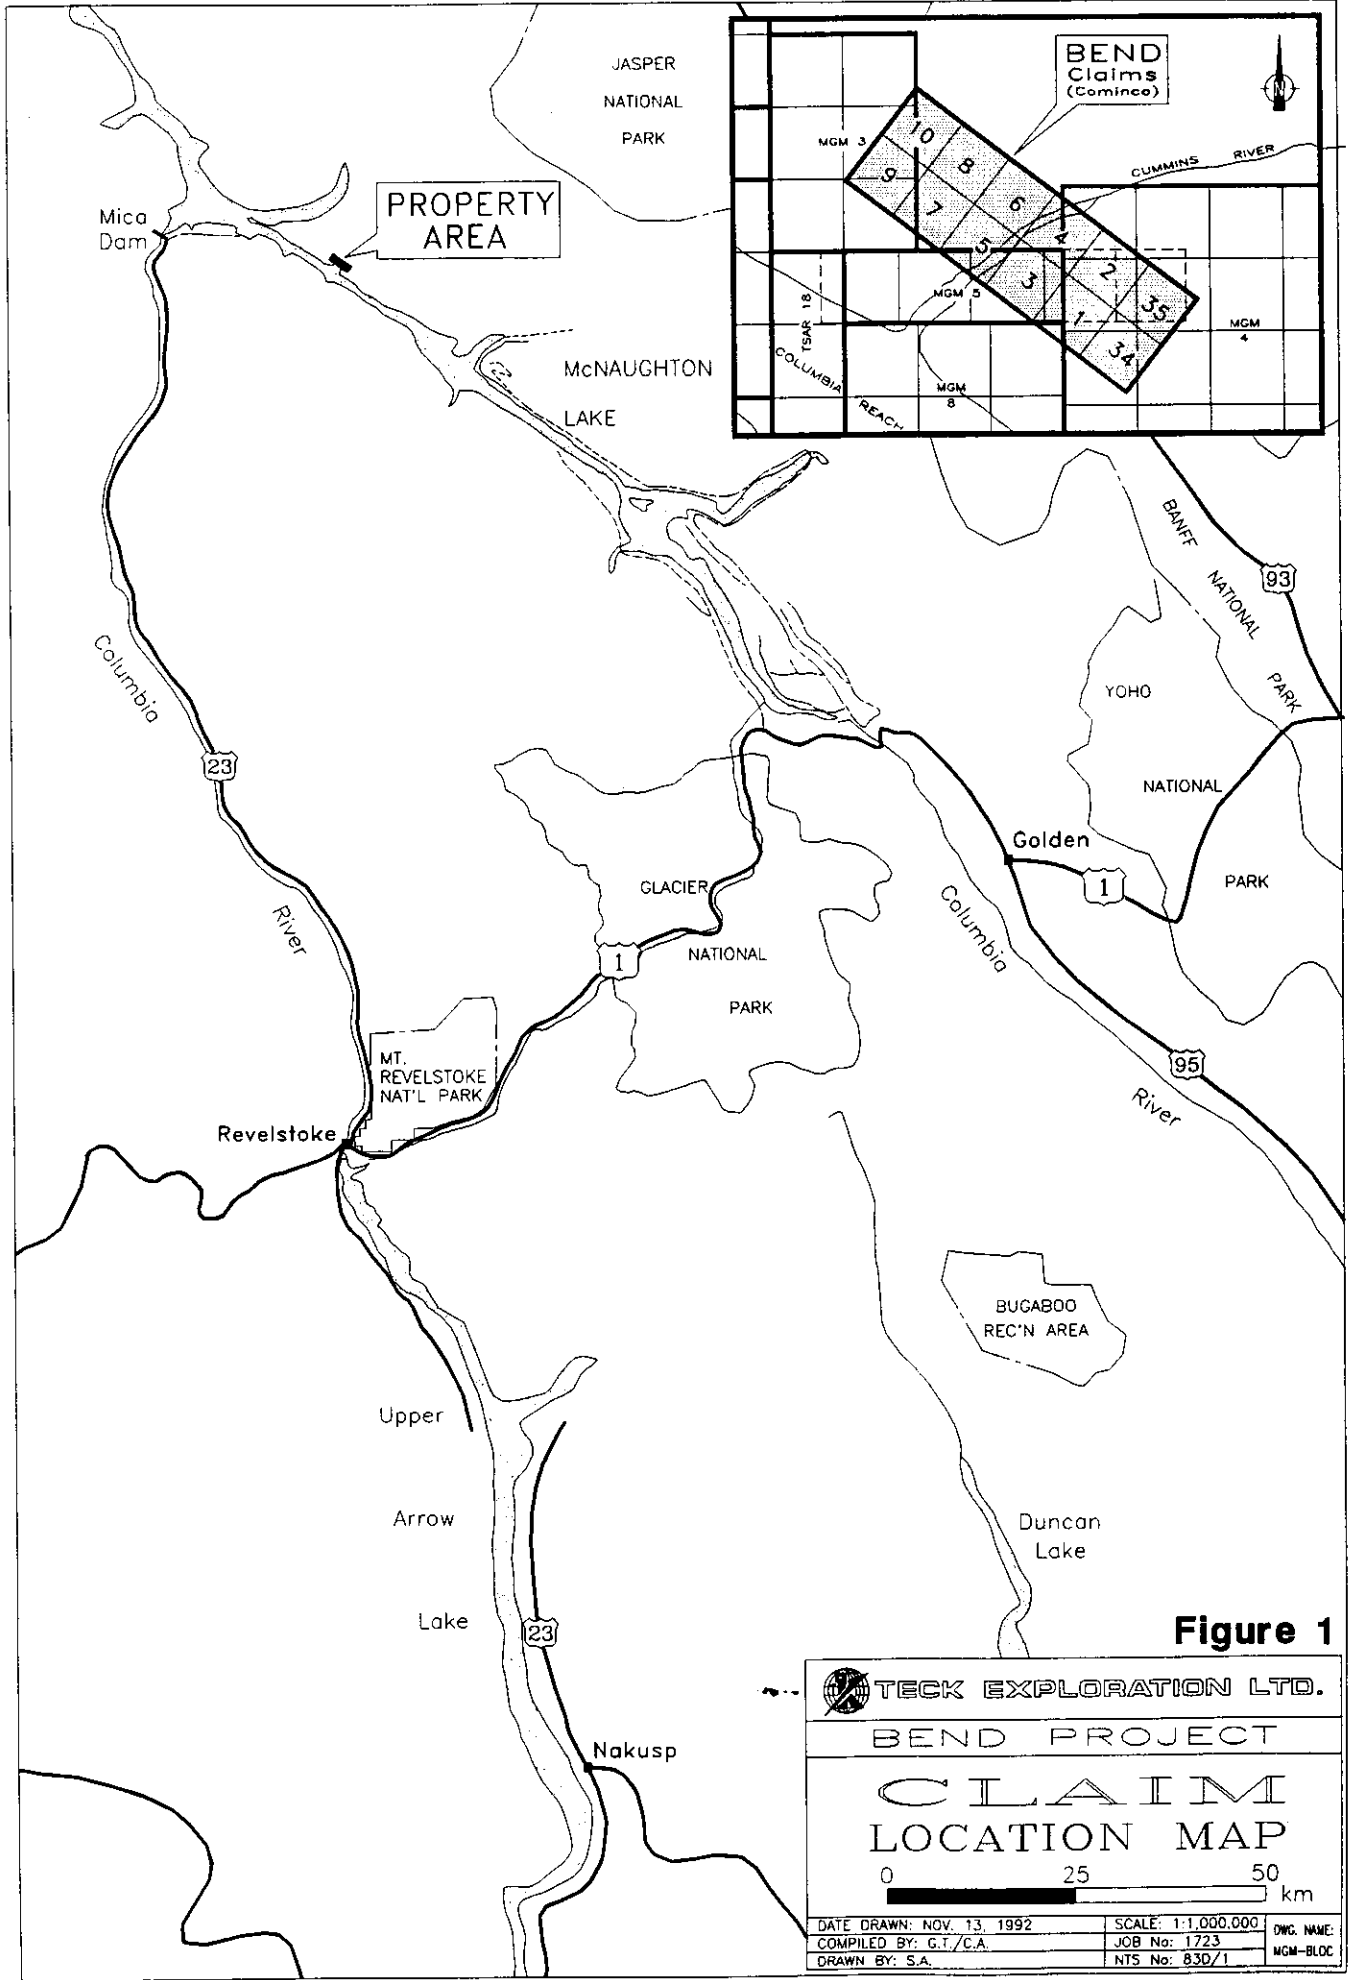 JASPER
NATIONAL
PARK
BEND
Claims
(Cominco)
N
MGM 3
10
8
9
7
6
CUMMINS RIVER
5
4
3
2
1
35
34
MGM 5
TSAR 18
MGM
4
COLUMBIA REACH
MGM
8
Mica
Dam
PROPERTY
AREA
McNAUGHTON
LAKE
BANFF
NATIONAL
PARK
93
Columbia
River
23
YOHO
NATIONAL
PARK
Golden
1
GLACIER
NATIONAL
PARK
1
Columbia
River
95
MT.
REVELSTOKE
NAT'L PARK
Revelstoke
BUGABOO
REC'N AREA
Upper
Arrow
Lake
23
Duncan
Lake
Nakusp
Figure 1
TECK EXPLORATION LTD.
BEND PROJECT
CLAIM
LOCATION MAP
0 25 50
km
DATE DRAWN: NOV. 13, 1992
SCALE: 1:1,000,000
DWG. NAME:
COMPILED BY: G.T./C.A.
JOB No: 1723
MGM-BLOC
DRAWN BY: S.A.
NTS No: 83D/1